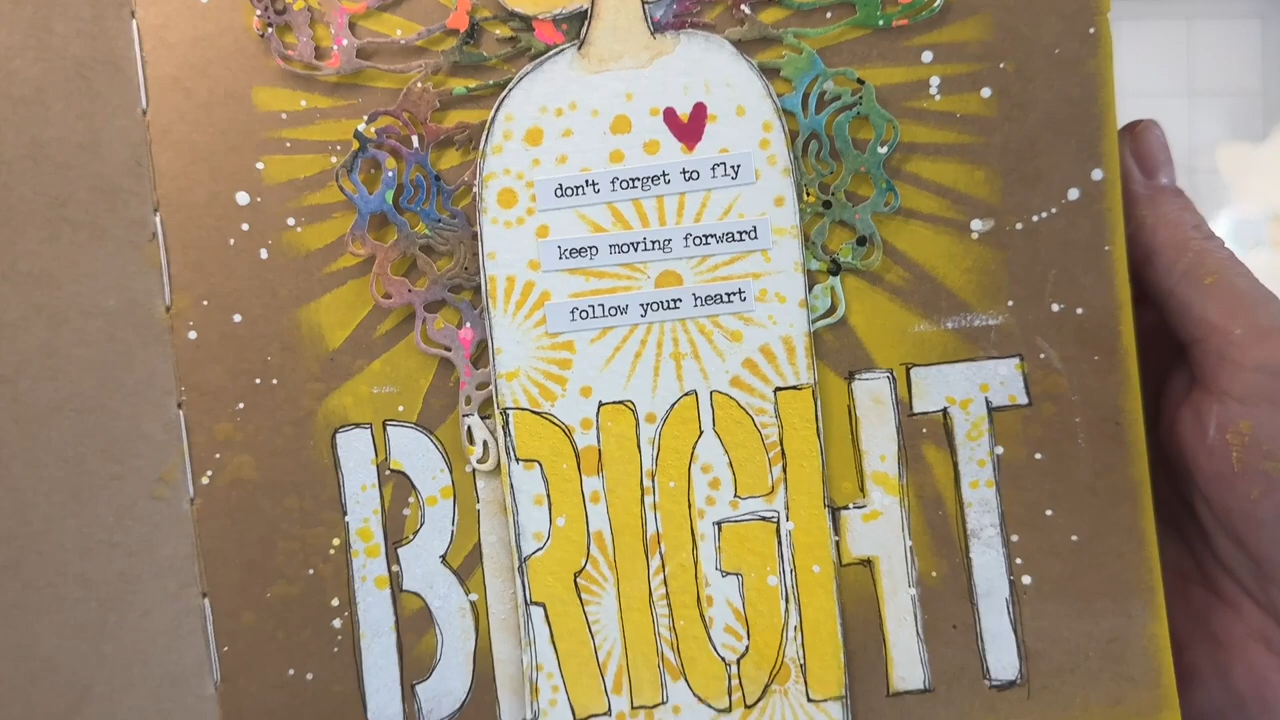 don't forget to fly
keep moving forward
follow your heart
BRIGHT